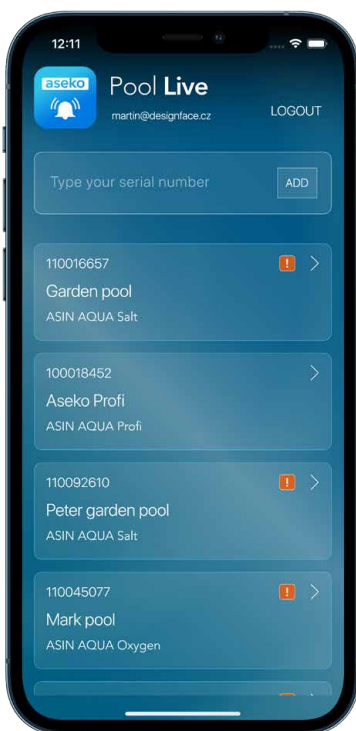 12:11
aseko
Pool Live
martin@designface.cz
LOGOUT
Type your serial number
ADD
110016657
!
Garden pool
ASIN AQUA Salt
100018452
Aseko Profi
ASIN AQUA Profi
110092610
!
Peter garden pool
ASIN AQUA Salt
110045077
!
Mark pool
ASIN AQUA Oxygen